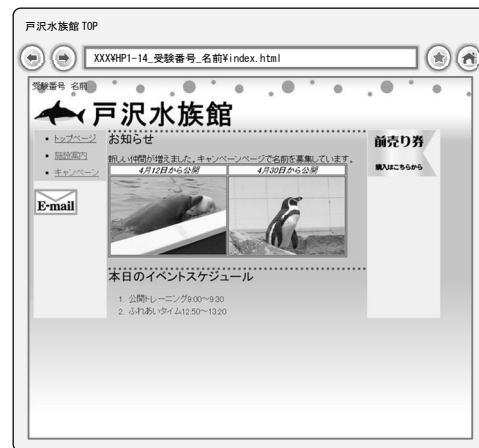 戸沢水族館 TOP
XXX¥HP1-14_受験番号_名前¥index.html
受験番号 名前
戸沢水族館
トップページ
施設案内
キャンペーン
E-mail
お知らせ
新しい仲間が増えました。キャンペーンページで名前を募集しています。
4月12日から公開
4月30日から公開
本日のイベントスケジュール
1. 公開トレーニング9:00～9:30
2. ふれあいタイム12:50～13:20
前売り券
購入はこちらから